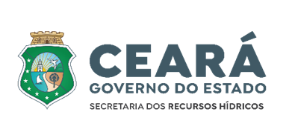 CEARÁ
GOVERNO DO ESTADO
SECRETARIA DOS RECURSOS HÍDRICOS